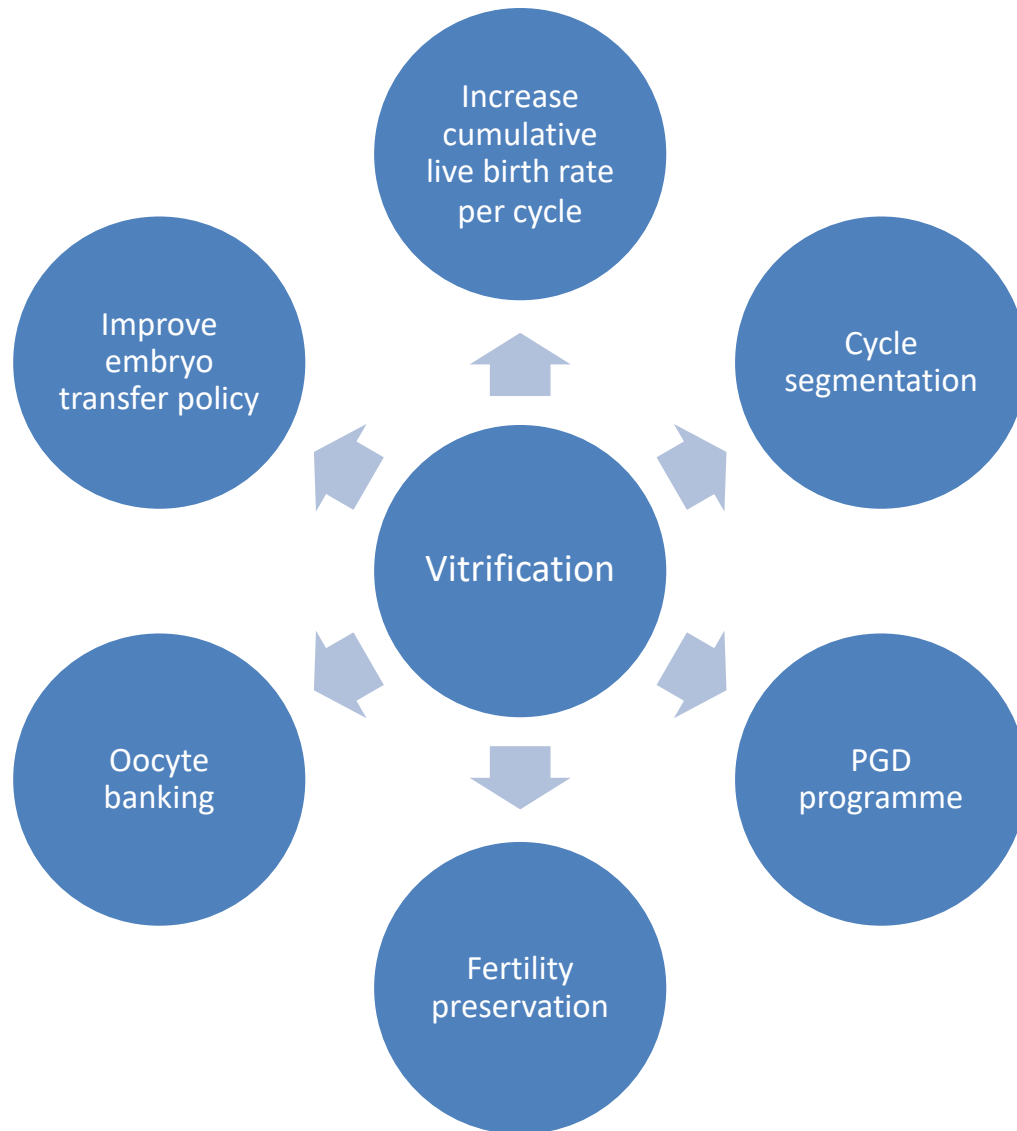 Increase
cumulative
live birth rate
per cycle
Improve
embryo
transfer policy
Cycle
segmentation
Vitrification
Oocyte
banking
PGD
programme
Fertility
preservation